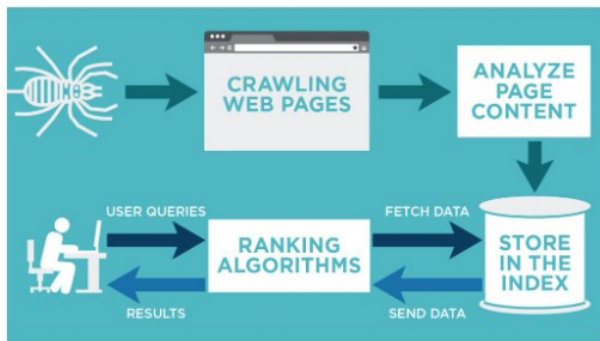 CRAWLING
WEB PAGES
ANALYZE
PAGE
CONTENT
USER QUERIES
FETCH DATA
RANKING
ALGORITHMS
STORE
IN THE
INDEX
RESULTS
SEND DATA